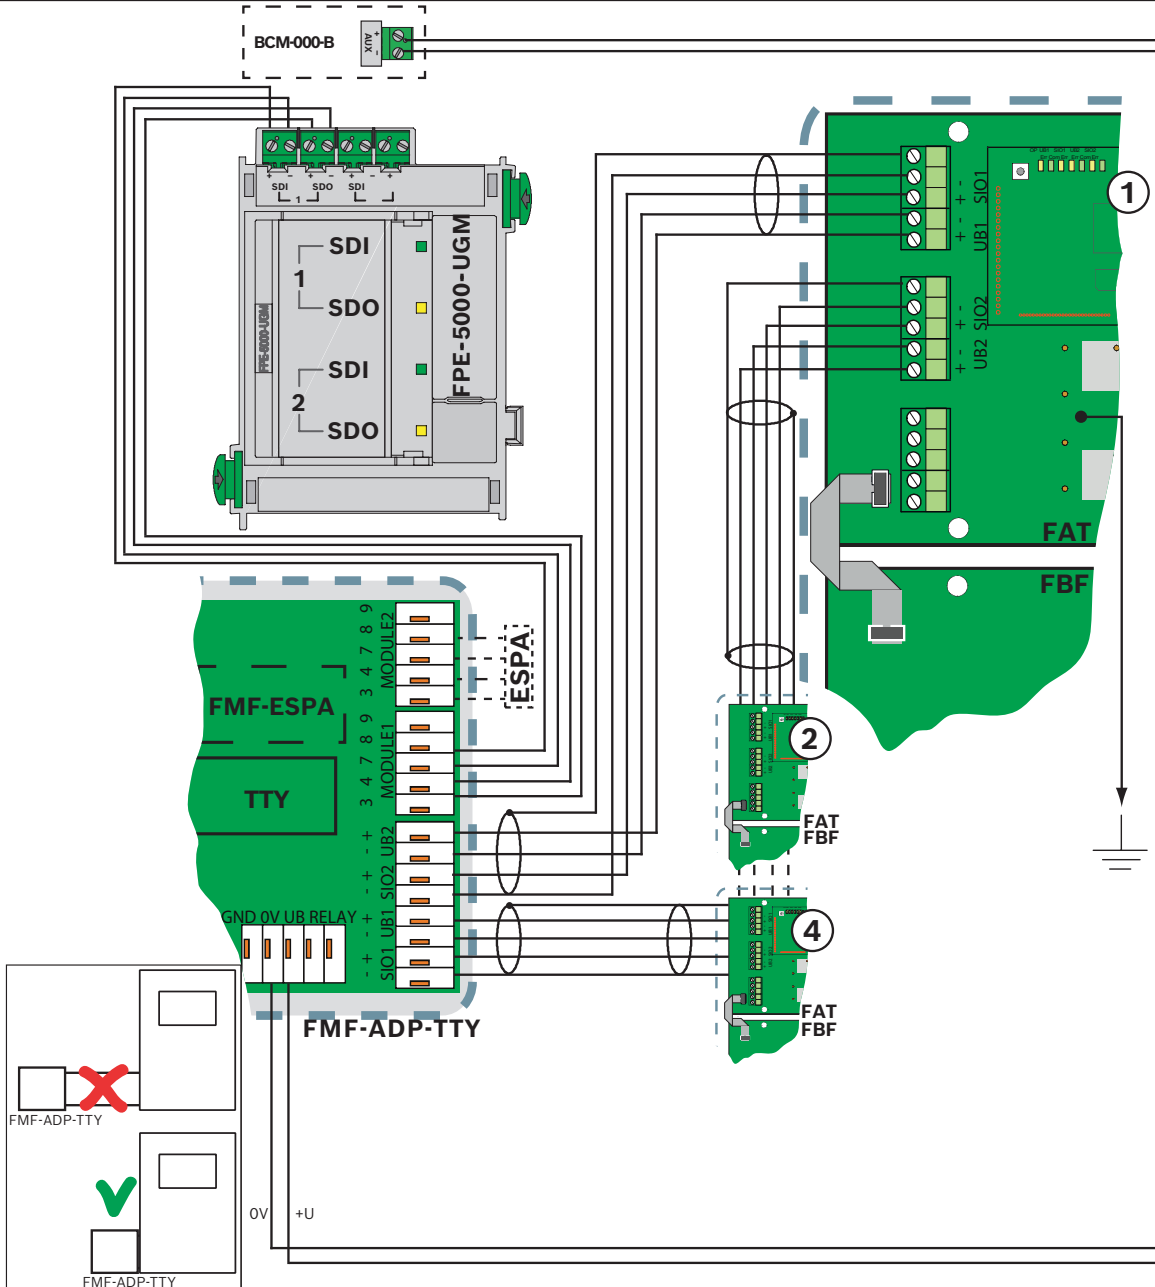 BCM-000-B
+
AUX
-
+ - + - + - +
SDI SDO SDI
1
SDI
1
SDO
SDI
2
SDO
FPE-5000-UGM
FPE-5000-UGM
- + SIO1
- + UB1
- + SIO2
- + UB2
1
FAT
FBF
3 4 7 8 9
MODULE2
ESPA
FMF-ESPA
3 4 7 8 9
MODULE1
TTY
- + UB2
- + SIO2
- + UB1
- + SIO1
GND 0V UB RELAY
FMF-ADP-TTY
2
FAT
FBF
4
FAT
FBF
FMF-ADP-TTY
0V
+U
FMF-ADP-TTY